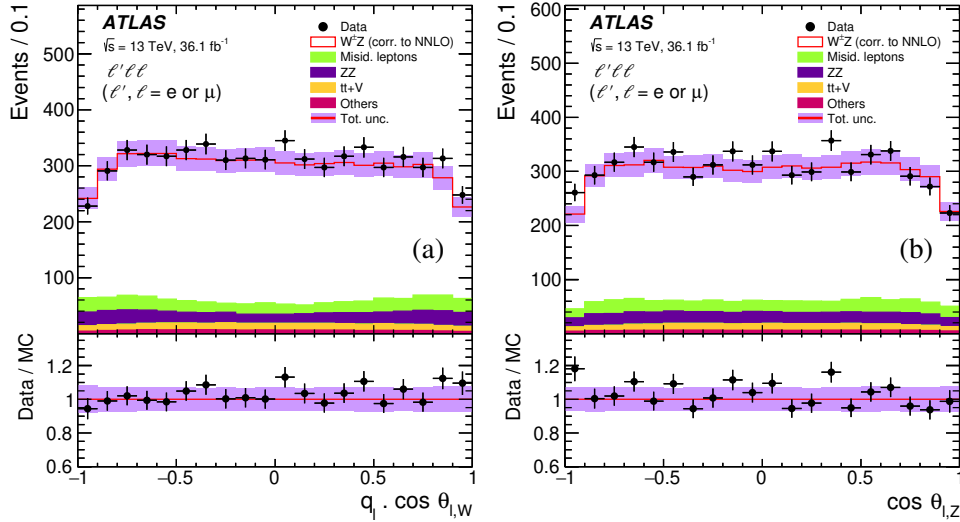 ATLAS
√s = 13 TeV, 36.1 fb⁻¹
ℓ'ℓℓ
(ℓ', ℓ = e or μ)
Data
W±Z (corr. to NNLO)
Misid. leptons
ZZ
tt+V
Others
Tot. unc.
Events / 0.1
500
400
300
200
100
(a)
Data / MC
1.2
1
0.8
0.6
−1
−0.5
0
0.5
1
q_l . cos θ_l,W
ATLAS
√s = 13 TeV, 36.1 fb⁻¹
ℓ'ℓℓ
(ℓ', ℓ = e or μ)
Data
W±Z (corr. to NNLO)
Misid. leptons
ZZ
tt+V
Others
Tot. unc.
Events / 0.1
600
500
400
300
200
100
(b)
Data / MC
1.2
1
0.8
0.6
−1
−0.5
0
0.5
1
cos θ_l,Z